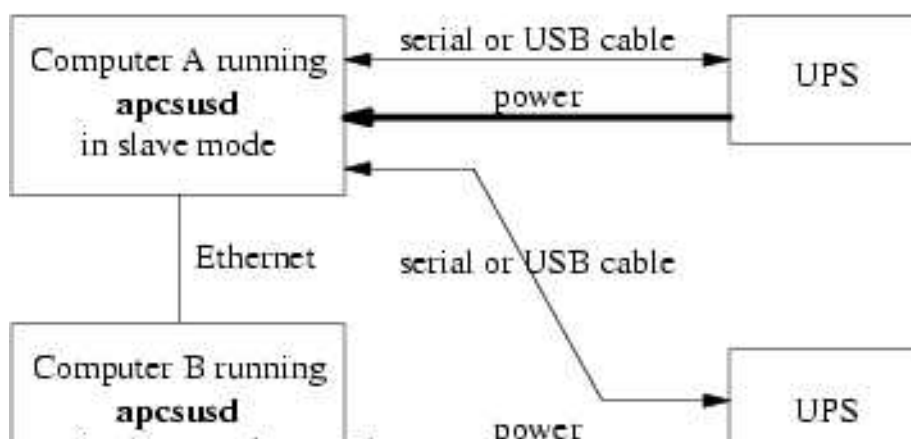 Computer A running
apcsusd
in slave mode
serial or USB cable
power
UPS
Ethernet
serial or USB cable
Computer B running
apcsusd
power
UPS